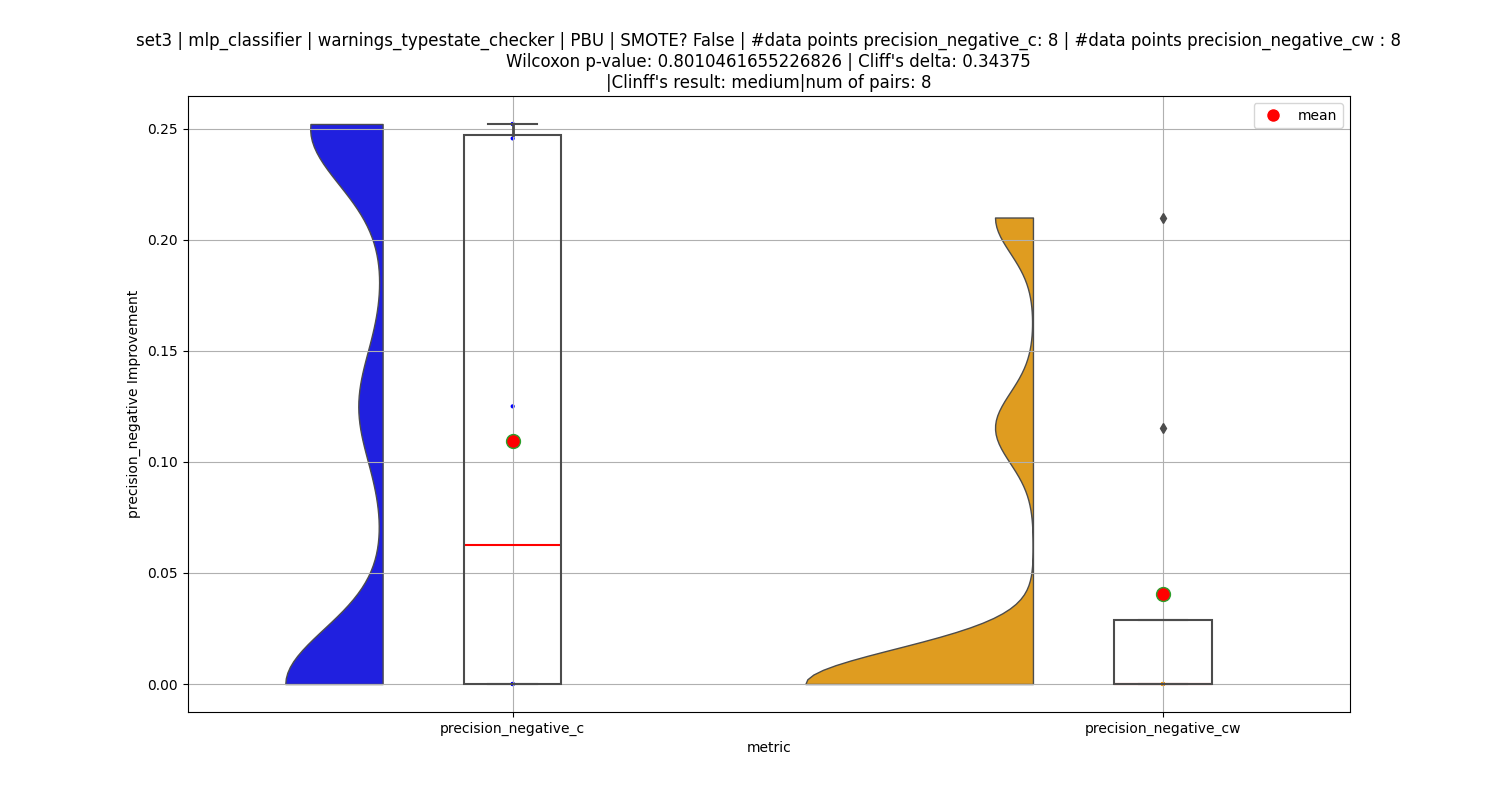 set3 | mlp_classifier | warnings_typestate_checker | PBU | SMOTE? False | #data points precision_negative_c: 8 | #data points precision_negative_cw : 8
Wilcoxon p-value: 0.8010461655226826 | Cliff's delta: 0.34375
|Clinff's result: medium|num of pairs: 8
mean
precision_negative Improvement
0.25
0.20
0.15
0.10
0.05
0.00
precision_negative_c
precision_negative_cw
metric